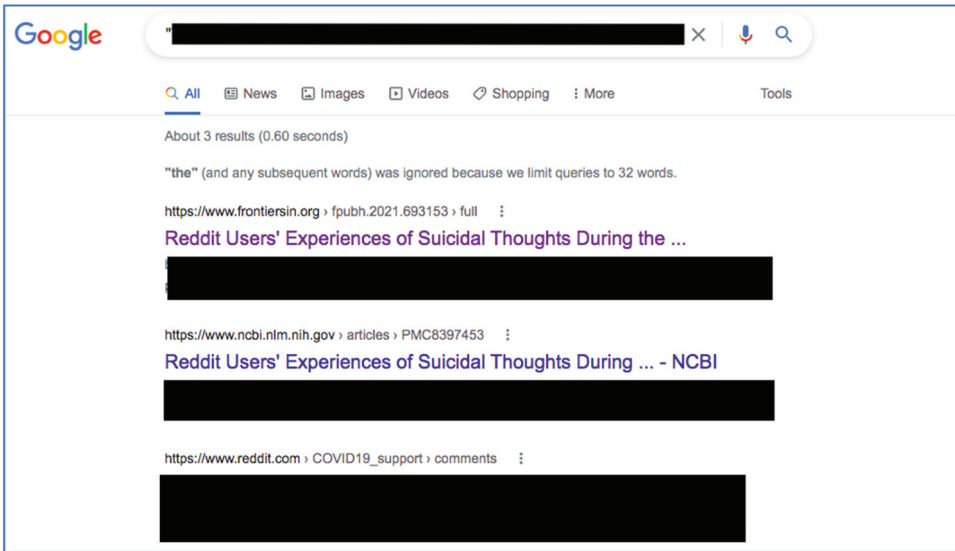 Google
"
All News Images Videos Shopping More Tools
About 3 results (0.60 seconds)
"the" (and any subsequent words) was ignored because we limit queries to 32 words.
https://www.frontiersin.org › fpubh.2021.693153 › full
Reddit Users' Experiences of Suicidal Thoughts During the ...
https://www.ncbi.nlm.nih.gov › articles › PMC8397453
Reddit Users' Experiences of Suicidal Thoughts During ... - NCBI
https://www.reddit.com › COVID19_support › comments